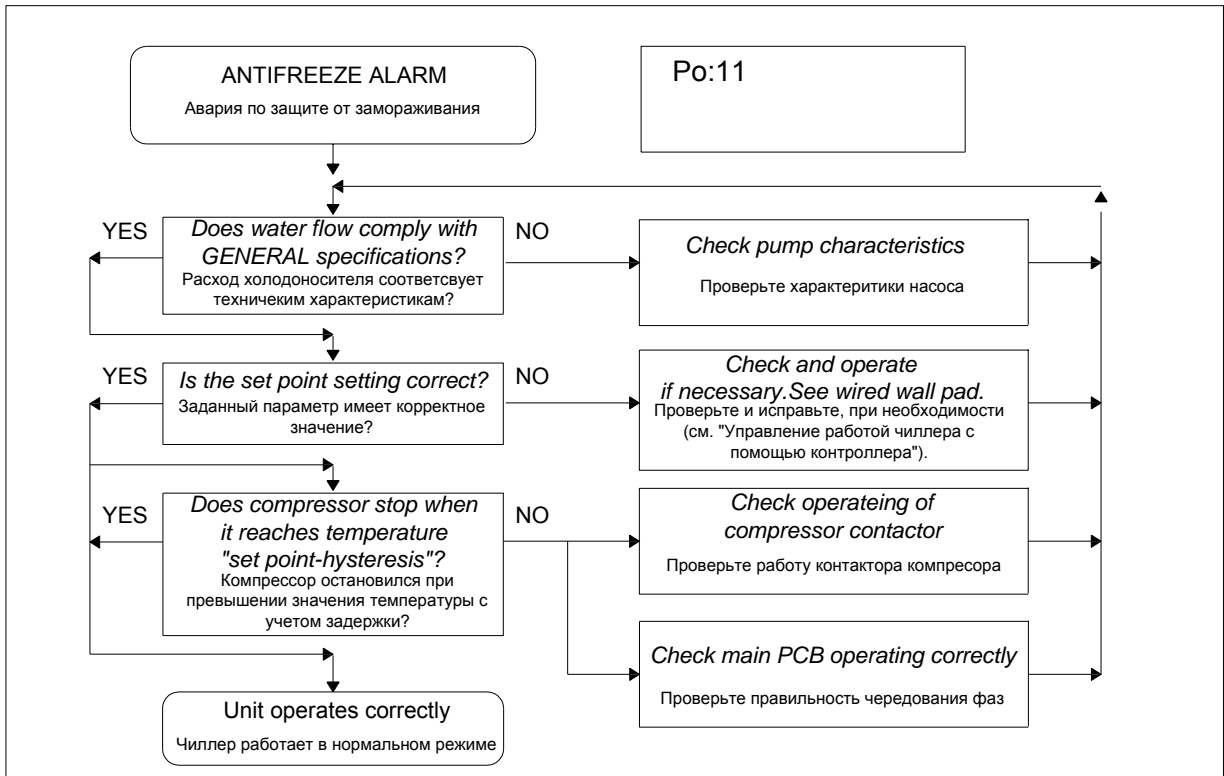 ANTIFREEZE ALARM
Авария по защите от замораживания
Po:11
YES
Does water flow comply with
GENERAL specifications?
Расход холодоносителя соответсвует
техничеким характеристикам?
NO
Check pump characteristics
Проверьте характеритики насоса
YES
Is the set point setting correct?
Заданный параметр имеет корректное
значение?
NO
Check and operate
if necessary.See wired wall pad.
Проверьте и исправьте, при необходимости
(см. "Управление работой чиллера с
помощью контроллера").
YES
Does compressor stop when
it reaches temperature
"set point-hysteresis"?
Компрессор остановился при
превышении значения температуры с
учетом задержки?
NO
Check operateing of
compressor contactor
Проверьте работу контактора компресора
Check main PCB operating correctly
Проверьте правильность чередования фаз
Unit operates correctly
Чиллер работает в нормальном режиме